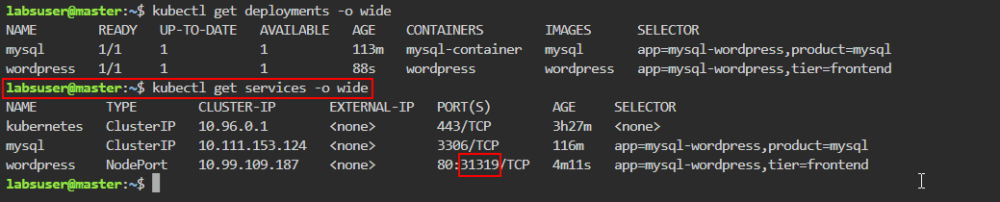 labsuser@master:~$ kubectl get deployments -o wide
NAME READY UP-TO-DATE AVAILABLE AGE CONTAINERS IMAGES SELECTOR
mysql 1/1 1 1 113m mysql-container mysql app=mysql-wordpress,product=mysql
wordpress 1/1 1 1 88s wordpress wordpress app=mysql-wordpress,tier=frontend
labsuser@master:~$ kubectl get services -o wide
NAME TYPE CLUSTER-IP EXTERNAL-IP PORT(S) AGE SELECTOR
kubernetes ClusterIP 10.96.0.1 <none> 443/TCP 3h27m <none>
mysql ClusterIP 10.111.153.124 <none> 3306/TCP 116m app=mysql-wordpress,product=mysql
wordpress NodePort 10.99.109.187 <none> 80:31319/TCP 4m11s app=mysql-wordpress,tier=frontend
labsuser@master:~$